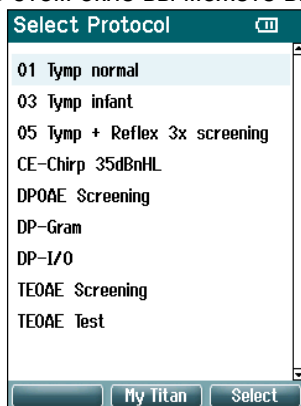 Select Protocol
01 Tymp normal
03 Tymp infant
05 Tymp + Reflex 3x screening
CE-Chirp 35dBnHL
DPOAE Screening
DP-Gram
DP-I/O
TEOAE Screening
TEOAE Test
My Titan Select